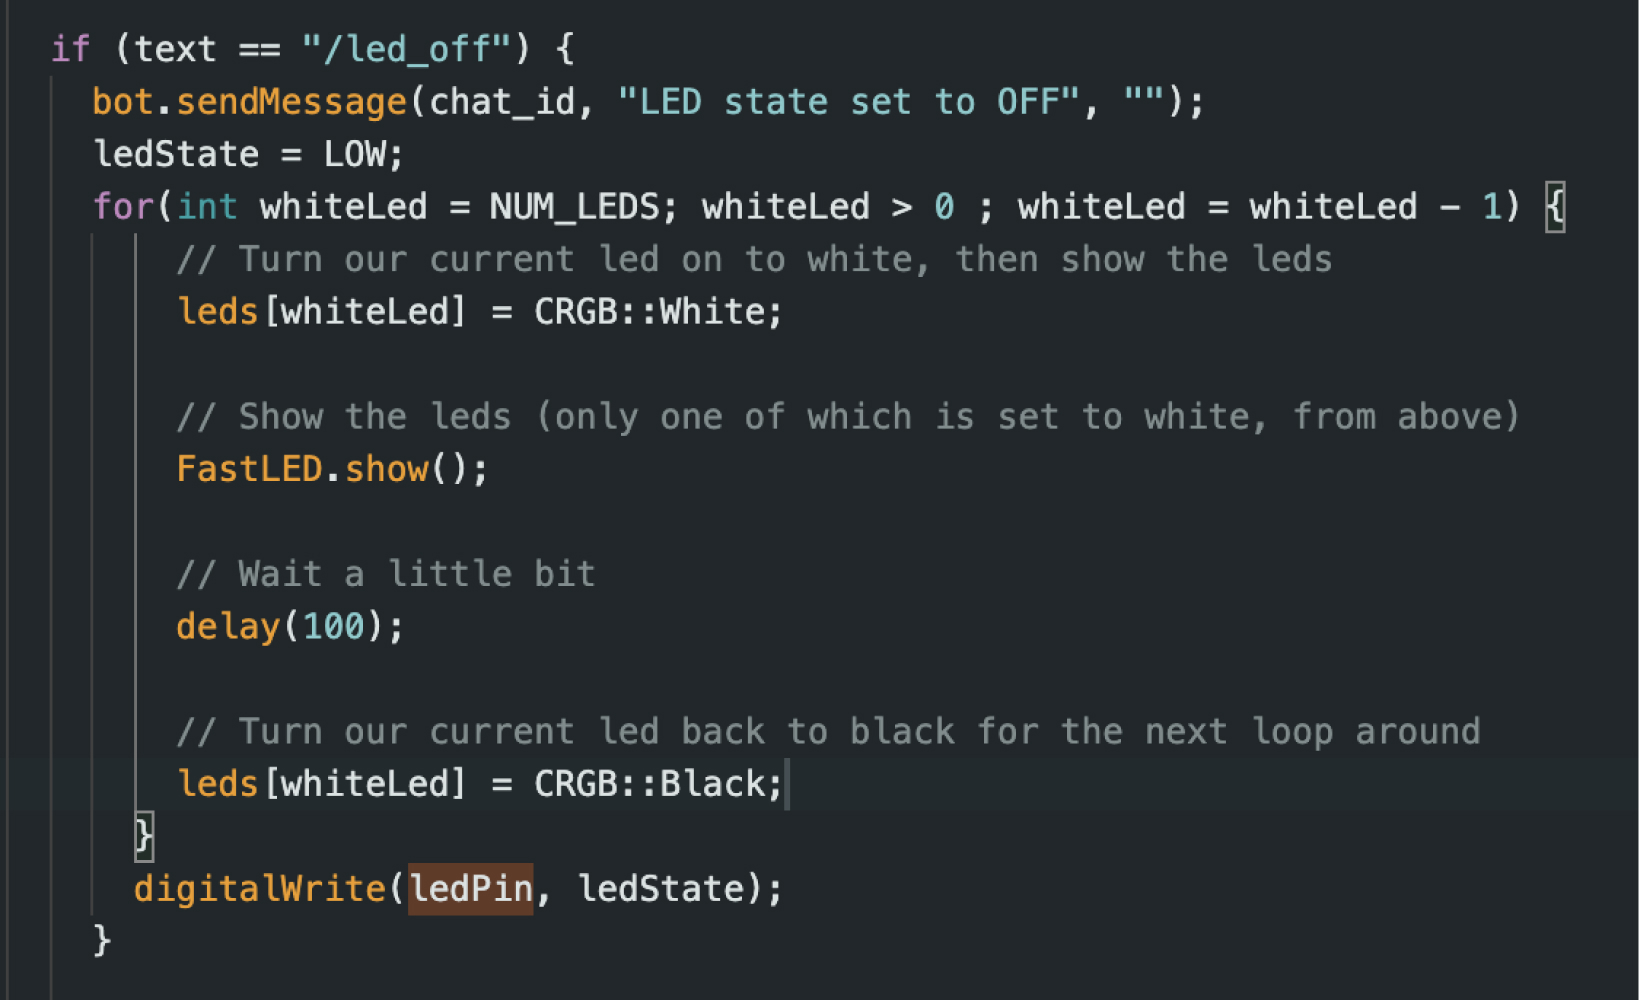 if (text == "/led_off") {
bot.sendMessage(chat_id, "LED state set to OFF", "");
ledState = LOW;
for(int whiteLed = NUM_LEDS; whiteLed > 0 ; whiteLed = whiteLed - 1) {
// Turn our current led on to white, then show the leds
leds[whiteLed] = CRGB::White;
// Show the leds (only one of which is set to white, from above)
FastLED.show();
// Wait a little bit
delay(100);
// Turn our current led back to black for the next loop around
leds[whiteLed] = CRGB::Black;
}
digitalWrite(ledPin, ledState);
}